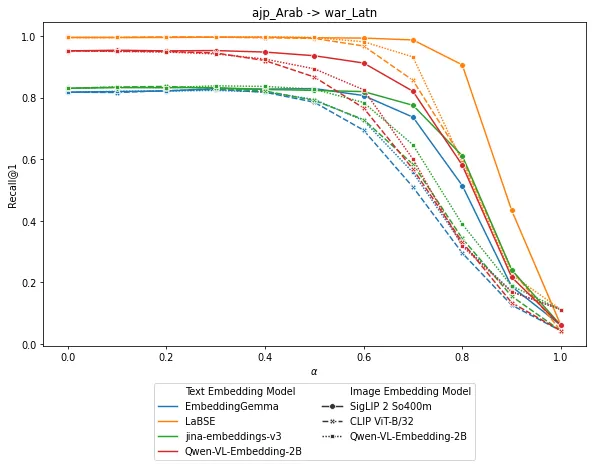 ajp_Arab -> war_Latn
1.0
0.8
0.6
0.4
0.2
0.0
Recall@1
0.0 0.2 0.4 0.6 0.8 1.0
α
Text Embedding Model
EmbeddingGemma
LaBSE
jina-embeddings-v3
Qwen-VL-Embedding-2B
Image Embedding Model
SigLIP 2 So400m
CLIP ViT-B/32
Qwen-VL-Embedding-2B